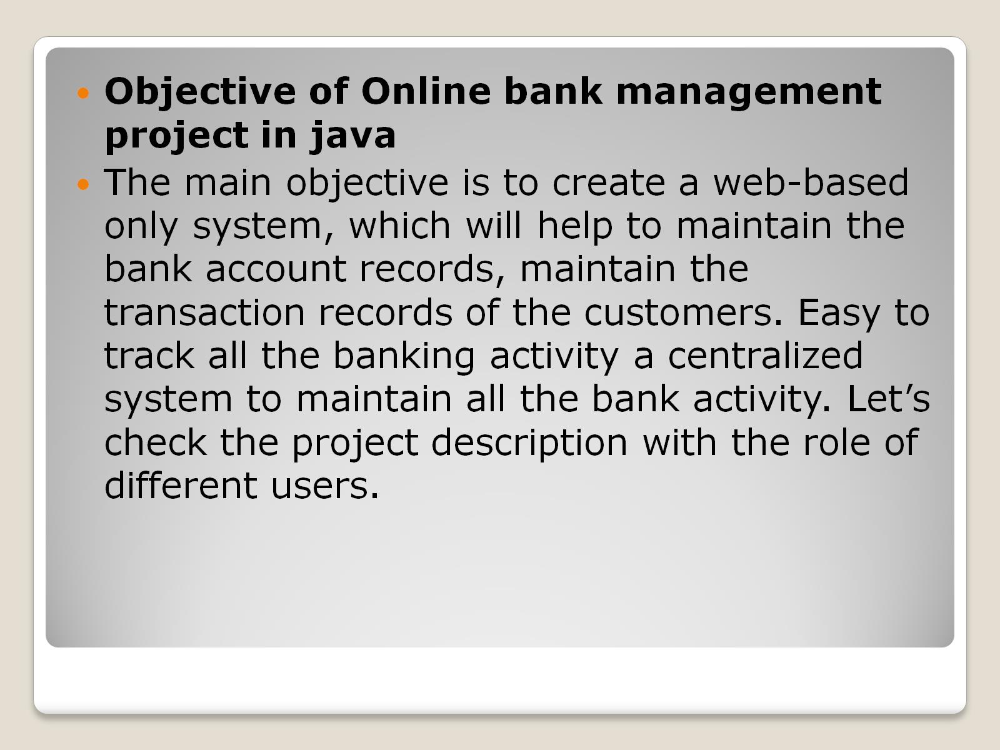 Objective of Online bank management
project in java
The main objective is to create a web-based
only system, which will help to maintain the
bank account records, maintain the
transaction records of the customers. Easy to
track all the banking activity a centralized
system to maintain all the bank activity. Let’s
check the project description with the role of
different users.